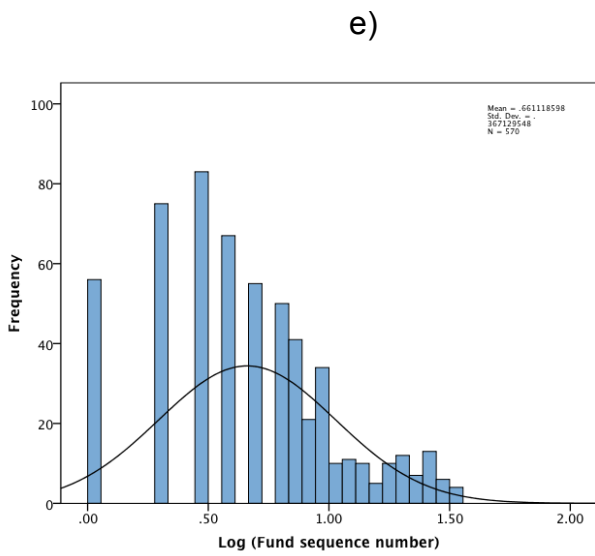 e)
Mean = .661118598
Std. Dev. = .
367129548
N = 570
100
80
60
40
20
0
Frequency
.00 .50 1.00 1.50 2.00
Log (Fund sequence number)